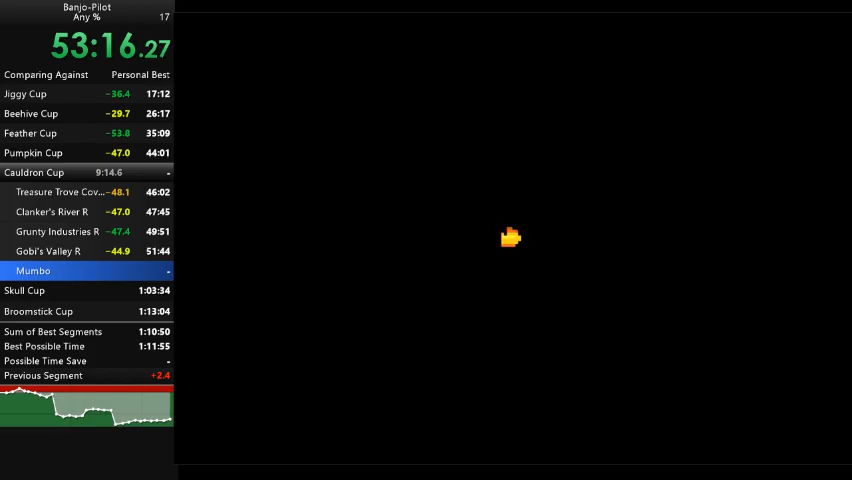 Banjo-Pilot
Any % 17
53:16.27
Comparing Against Personal Best
Jiggy Cup -36.4 17:12
Beehive Cup -29.7 26:17
Feather Cup -53.8 35:09
Pumpkin Cup -47.0 44:01
Cauldron Cup 9:14.6 -
Treasure Trove Cov... -48.1 46:02
Clanker's River R -47.0 47:45
Grunty Industries R -47.4 49:51
Gobi's Valley R -44.9 51:44
Mumbo -
Skull Cup 1:03:34
Broomstick Cup 1:13:04
Sum of Best Segments 1:10:50
Best Possible Time 1:11:55
Possible Time Save -
Previous Segment +2.4